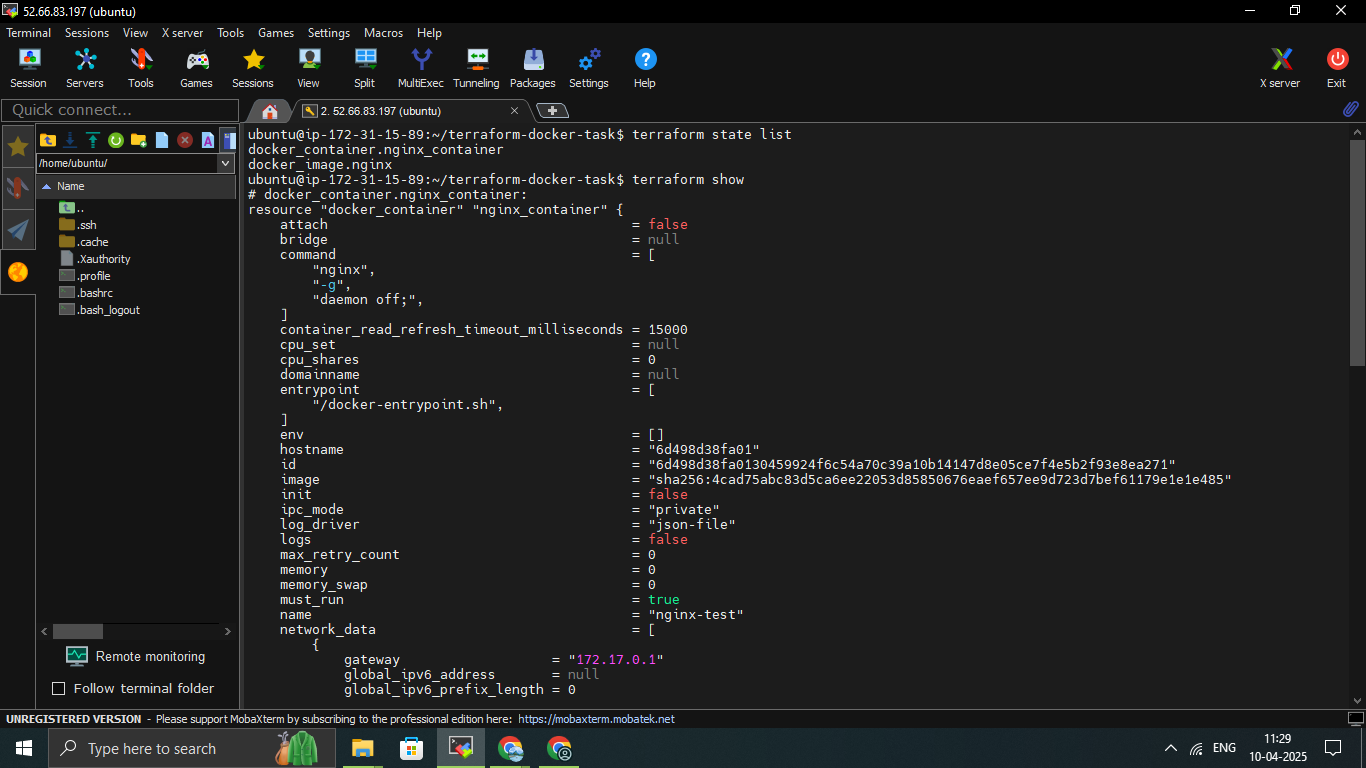 52.66.83.197 (ubuntu)
Terminal Sessions View X server Tools Games Settings Macros Help
Session Servers Tools Games Sessions View Split MultiExec Tunneling Packages Settings Help X server Exit
Quick connect...
2. 52.66.83.197 (ubuntu)
/home/ubuntu/
Name
..
.ssh
.cache
.Xauthority
.profile
.bashrc
.bash_logout
Remote monitoring
Follow terminal folder
ubuntu@ip-172-31-15-89:~/terraform-docker-task$ terraform state list
docker_container.nginx_container
docker_image.nginx
ubuntu@ip-172-31-15-89:~/terraform-docker-task$ terraform show
# docker_container.nginx_container:
resource "docker_container" "nginx_container" {
    attach                                      = false
    bridge                                      = null
    command                                     = [
        "nginx",
        "-g",
        "daemon off;",
    ]
    container_read_refresh_timeout_milliseconds = 15000
    cpu_set                                     = null
    cpu_shares                                  = 0
    domainname                                  = null
    entrypoint                                  = [
        "/docker-entrypoint.sh",
    ]
    env                                         = []
    hostname                                    = "6d498d38fa01"
    id                                          = "6d498d38fa0130459924f6c54a70c39a10b14147d8e05ce7f4e5b2f93e8ea271"
    image                                       = "sha256:4cad75abc83d5ca6ee22053d85850676eaef657ee9d723d7bef61179e1e1e485"
    init                                        = false
    ipc_mode                                    = "private"
    log_driver                                  = "json-file"
    logs                                        = false
    max_retry_count                             = 0
    memory                                      = 0
    memory_swap                                 = 0
    must_run                                    = true
    name                                        = "nginx-test"
    network_data                                = [
        {
            gateway                   = "172.17.0.1"
            global_ipv6_address       = null
            global_ipv6_prefix_length = 0
UNREGISTERED VERSION - Please support MobaXterm by subscribing to the professional edition here: https://mobaxterm.mobatek.net
Type here to search
ENG
11:29
10-04-2025